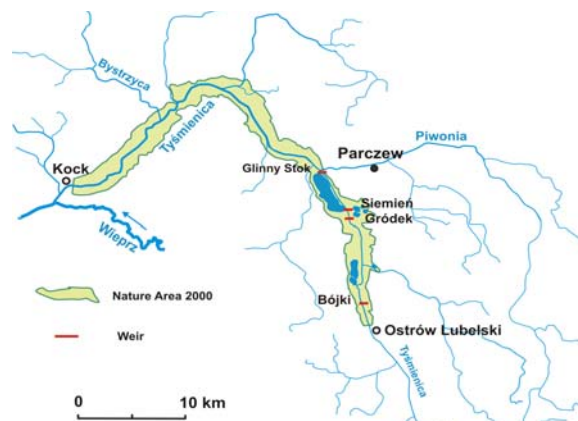 Bystrzyca
Tyśmienica
Piwonia
Parczew
Glinny Stok
Kock
Siemień
Gródek
Wieprz
Nature Area 2000
Bójki
Weir
Ostrów Lubelski
Tyśmienica
0 10 km